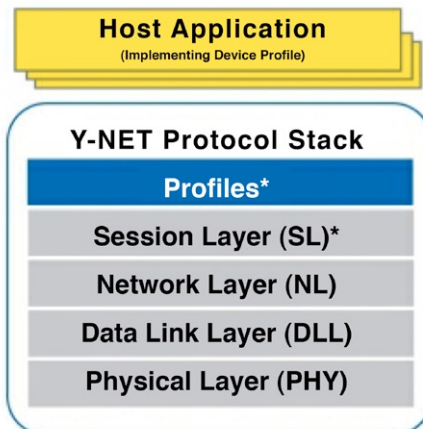 Host Application
(Implementing Device Profile)
Y-NET Protocol Stack
Profiles*
Session Layer (SL)*
Network Layer (NL)
Data Link Layer (DLL)
Physical Layer (PHY)